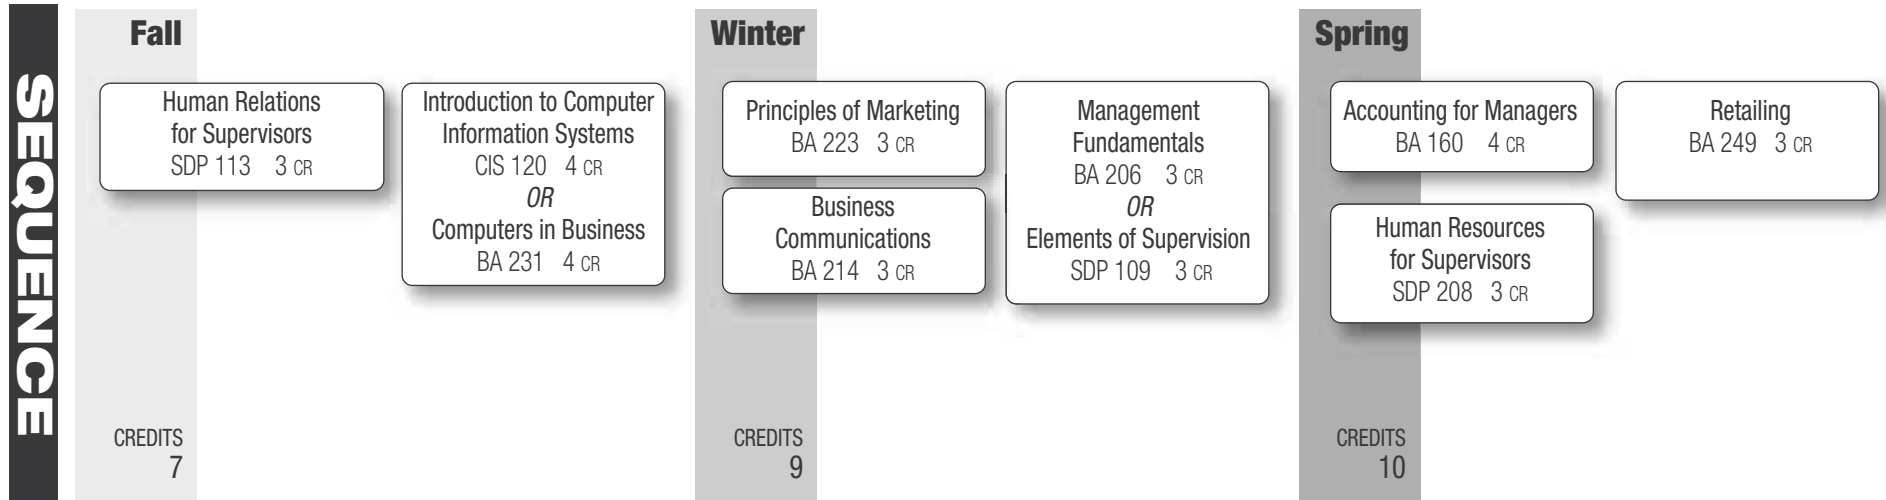 SEQUENCE
Fall
Human Relations
for Supervisors
SDP 113 3 CR
Introduction to Computer
Information Systems
CIS 120 4 CR
OR
Computers in Business
BA 231 4 CR
CREDITS
7
Winter
Principles of Marketing
BA 223 3 CR
Business
Communications
BA 214 3 CR
Management
Fundamentals
BA 206 3 CR
OR
Elements of Supervision
SDP 109 3 CR
CREDITS
9
Spring
Accounting for Managers
BA 160 4 CR
Human Resources
for Supervisors
SDP 208 3 CR
Retailing
BA 249 3 CR
CREDITS
10